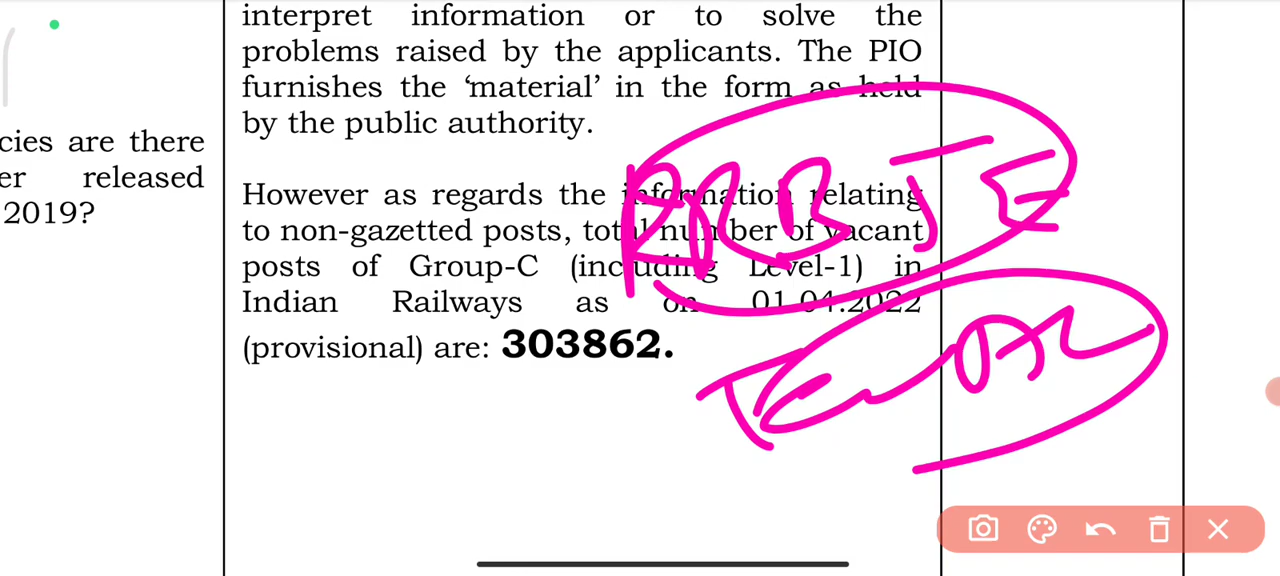 interpret information or to solve the
problems raised by the applicants. The PIO
furnishes the ‘material’ in the form as held
by the public authority.
cies are there
er released
2019?
However as regards the information relating
to non-gazetted posts, total number of vacant
posts of Group-C (including Level-1) in
Indian Railways as on 01.04.2022
(provisional) are: 303862.
RRB JE